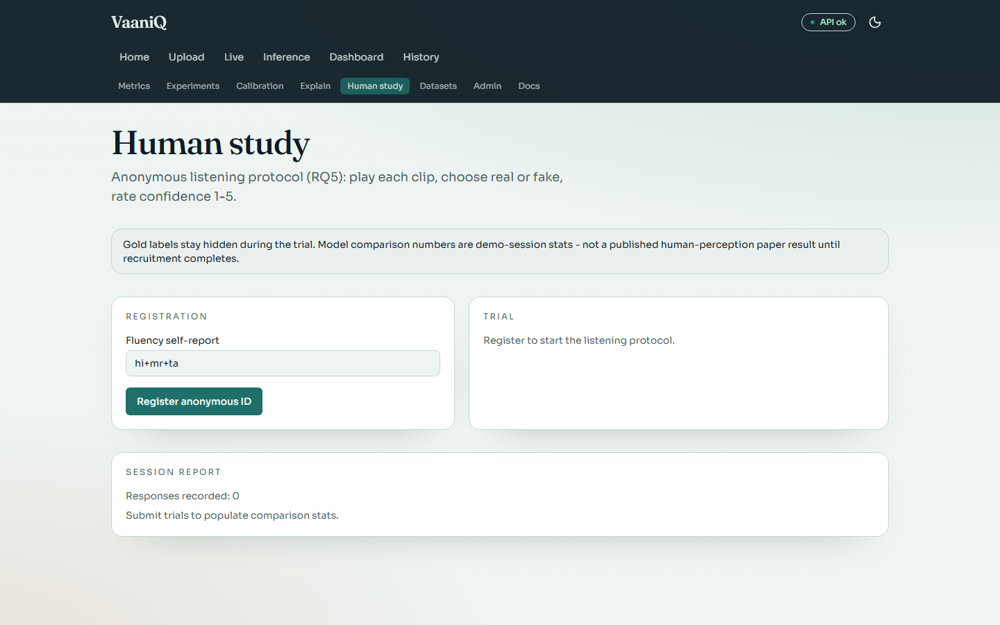 VaaniQ
API ok
Home Upload Live Inference Dashboard History
Metrics Experiments Calibration Explain Human study Datasets Admin Docs
Human study
Anonymous listening protocol (RQ5): play each clip, choose real or fake,
rate confidence 1-5.
Gold labels stay hidden during the trial. Model comparison numbers are demo-session stats - not a published human-perception paper result until
recruitment completes.
REGISTRATION
Fluency self-report
hi+mr+ta
Register anonymous ID
TRIAL
Register to start the listening protocol.
SESSION REPORT
Responses recorded: 0
Submit trials to populate comparison stats.